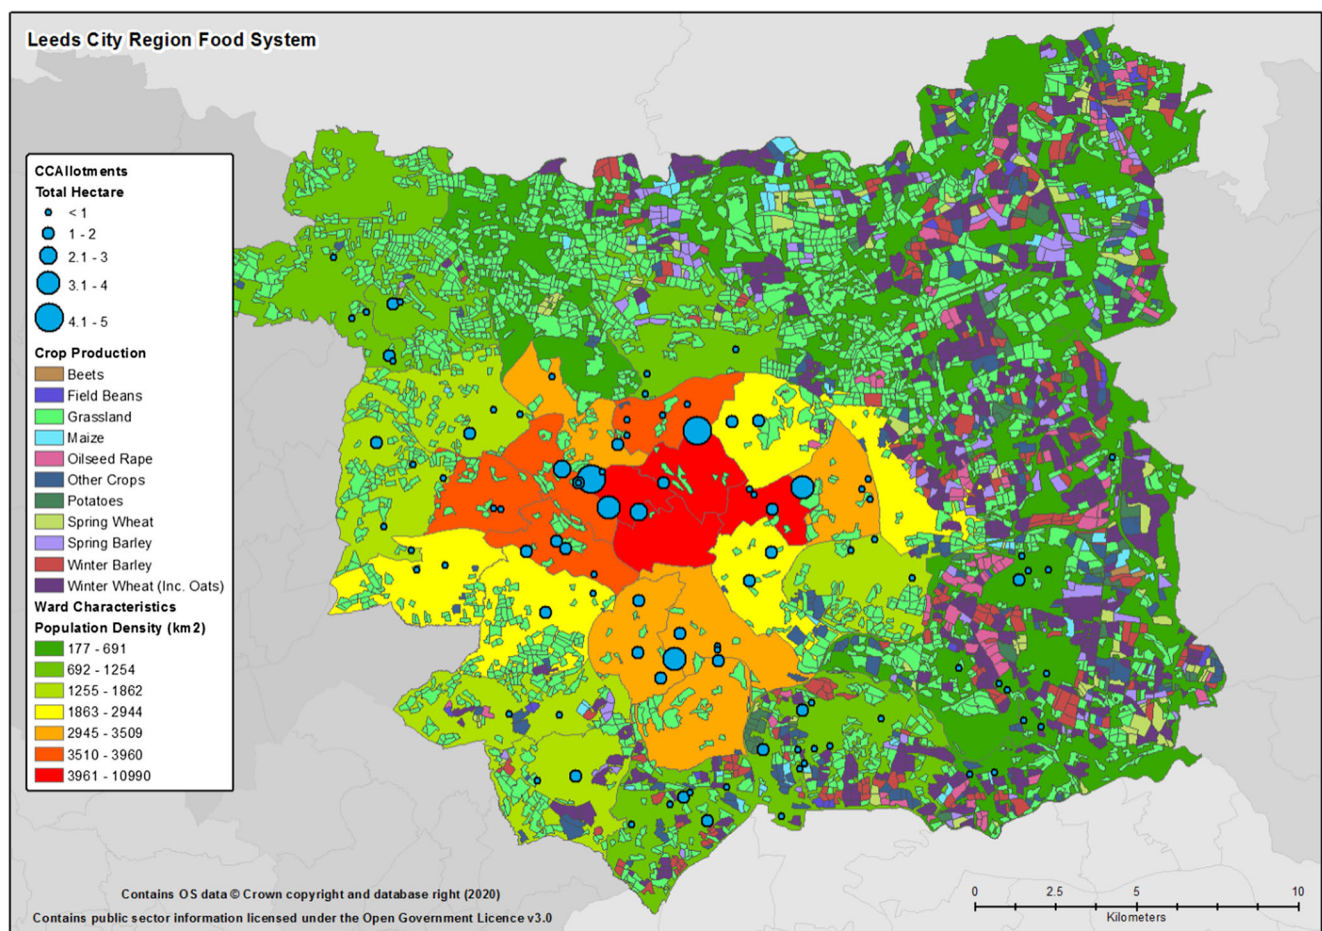 Leeds City Region Food System
CCAllotments
Total Hectare
< 1
1 - 2
2.1 - 3
3.1 - 4
4.1 - 5
Crop Production
Beets
Field Beans
Grassland
Maize
Oilseed Rape
Other Crops
Potatoes
Spring Wheat
Spring Barley
Winter Barley
Winter Wheat (Inc. Oats)
Ward Characteristics
Population Density (km2)
177 - 691
692 - 1254
1255 - 1862
1863 - 2944
2945 - 3509
3510 - 3960
3961 - 10990
Contains OS data © Crown copyright and database right (2020)
Contains public sector information licensed under the Open Government Licence v3.0
0 2.5 5 10
Kilometers